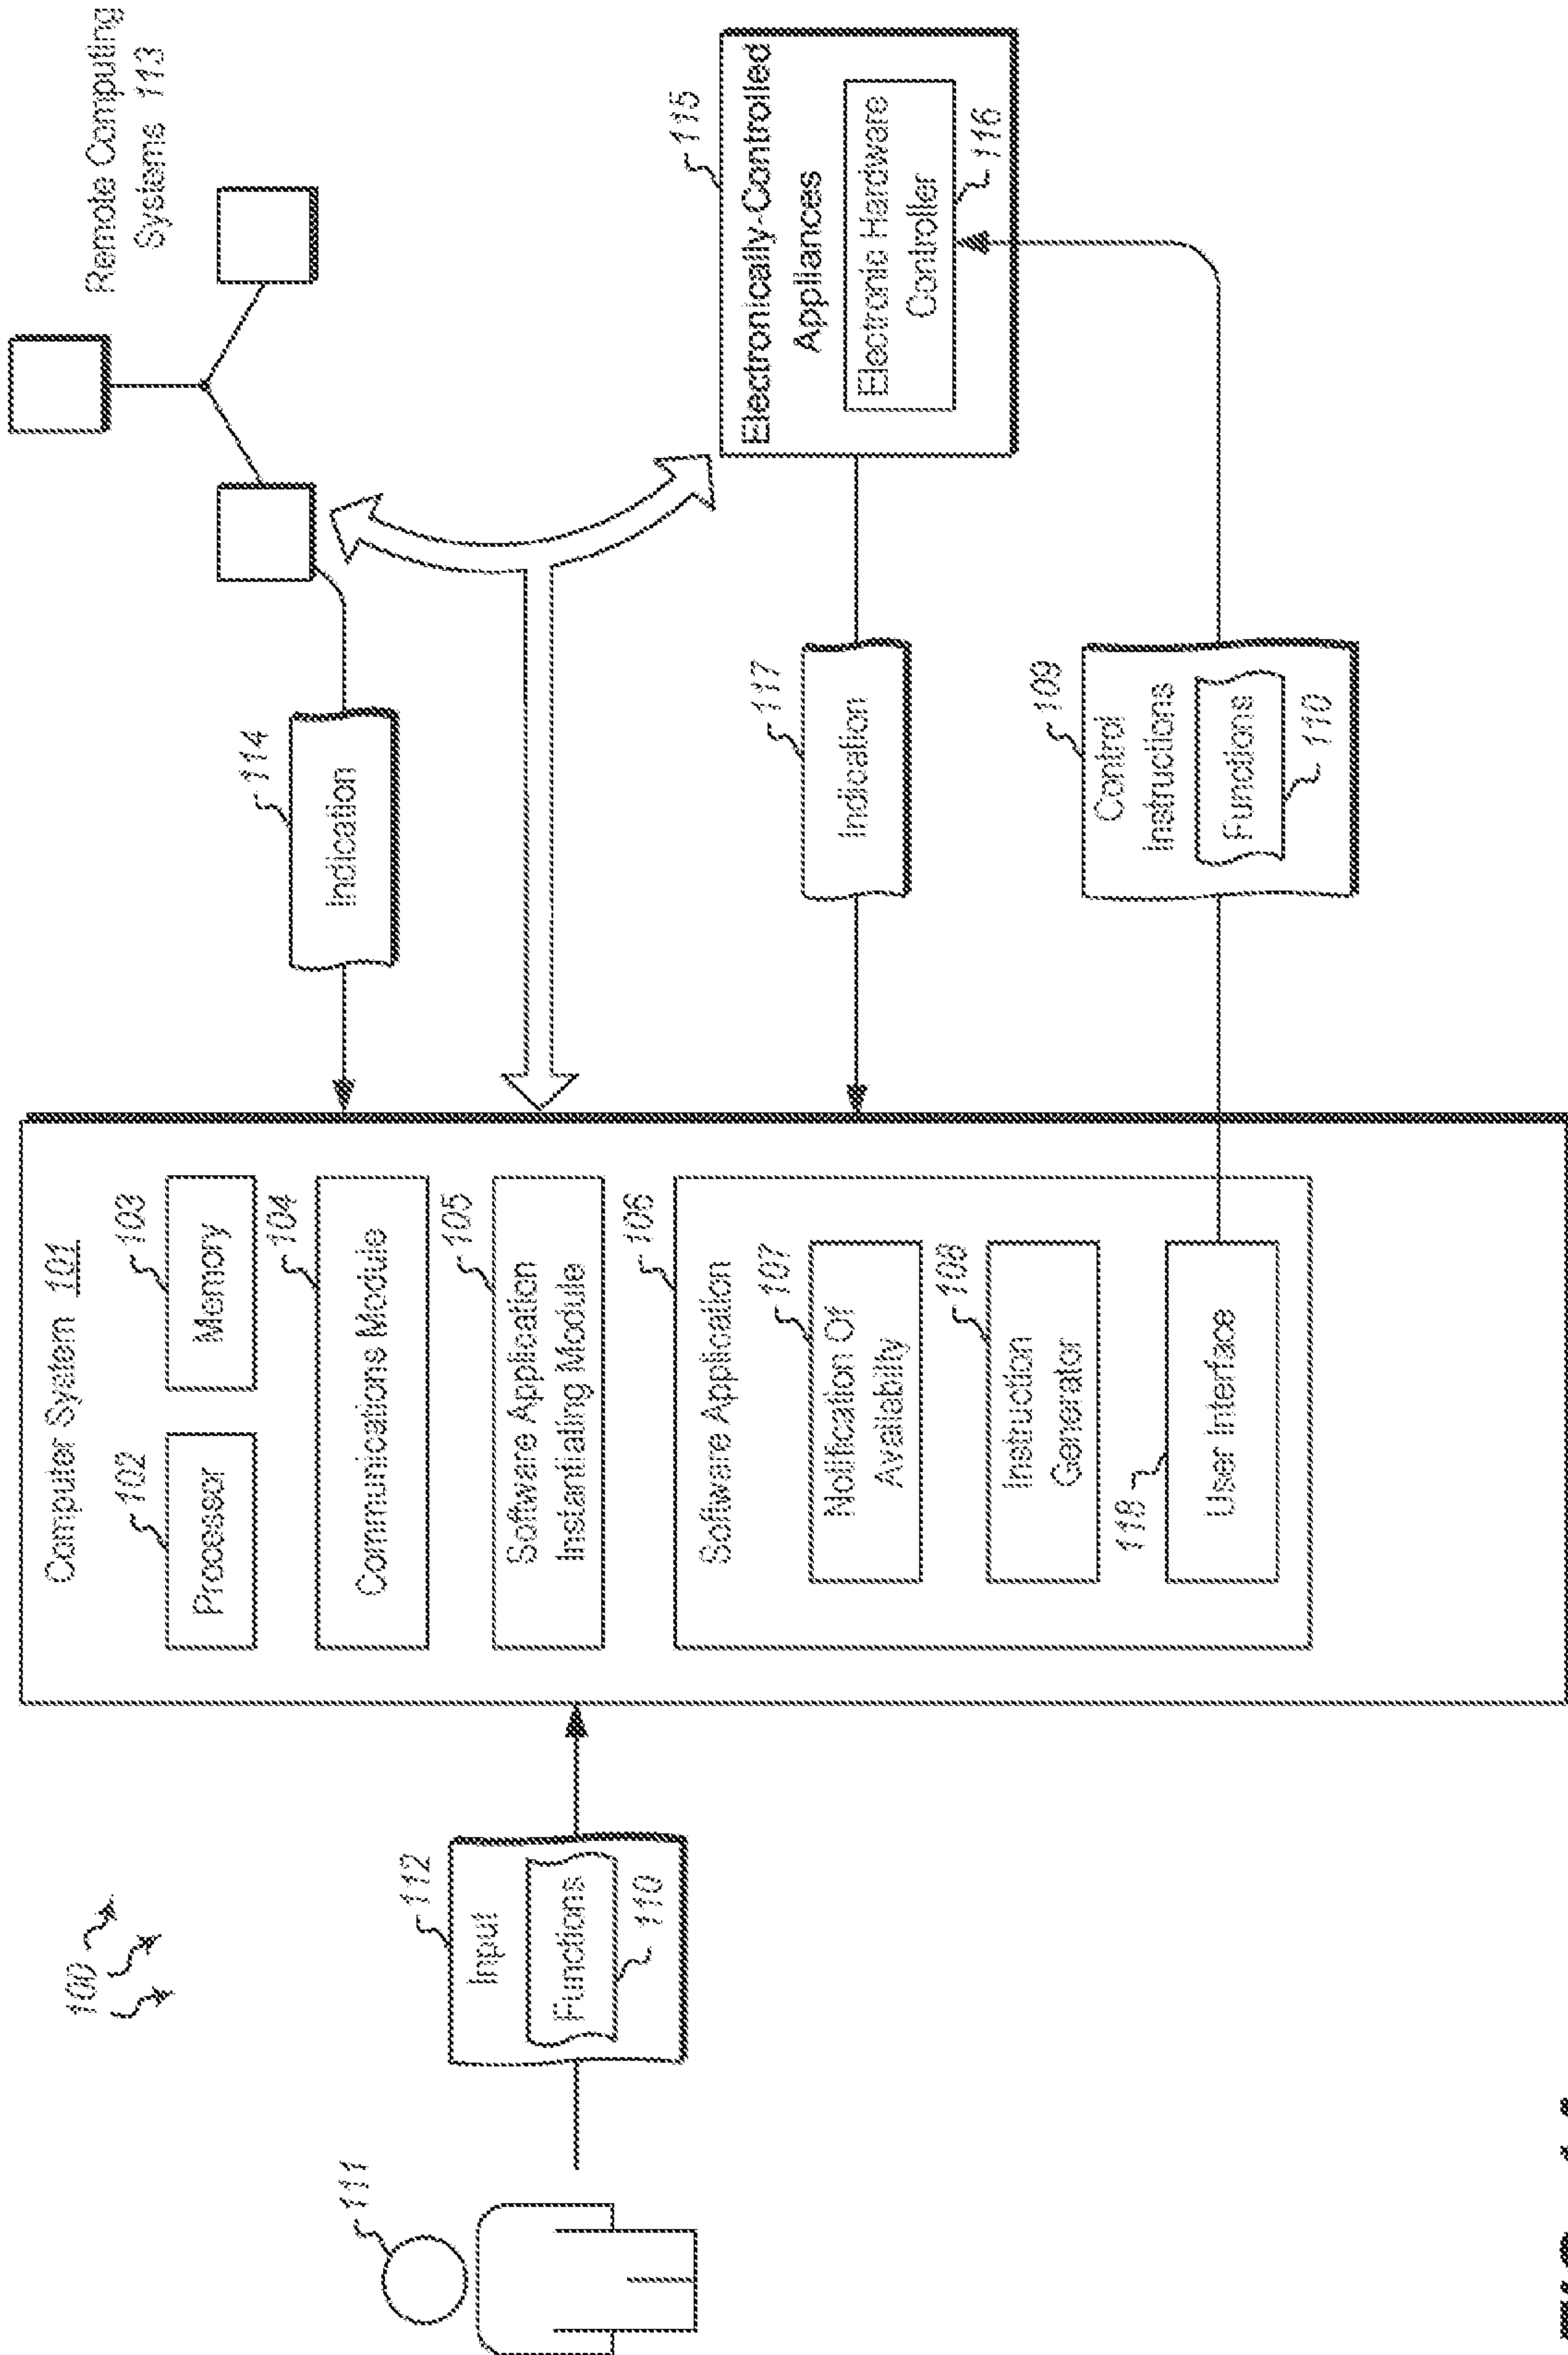 100
111
112
Input
Functions
110
Computer System 101
102
Processor
103
Memory
104
Communications Module
105
Software Application
Instantiating Module
106
Software Application
107
Notification Of
Availability
108
Instruction
Generator
118
User Interface
114
Indication
117
Indication
109
Control
Instructions
Functions
110
Remote Computing
Systems 113
115
Electronically-Controlled
Appliances
Electronic Hardware
Controller
116